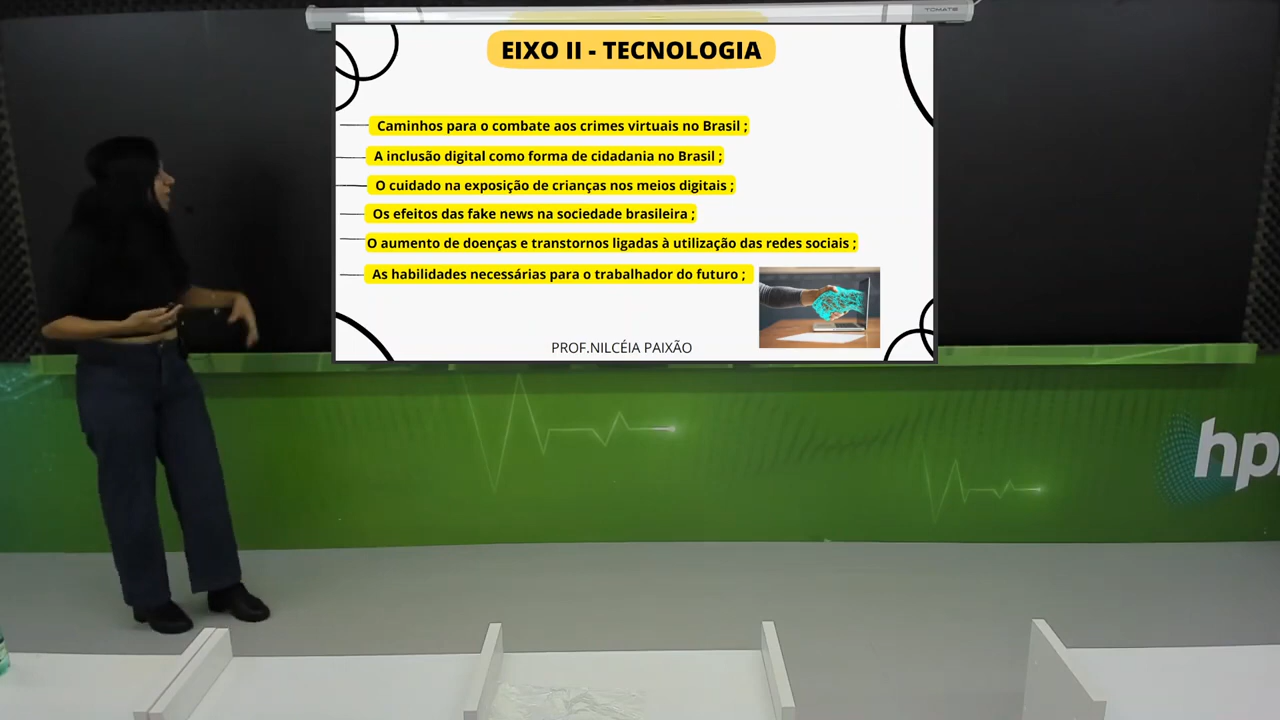 TOMATE
EIXO II - TECNOLOGIA
Caminhos para o combate aos crimes virtuais no Brasil ;
A inclusão digital como forma de cidadania no Brasil ;
O cuidado na exposição de crianças nos meios digitais ;
Os efeitos das fake news na sociedade brasileira ;
O aumento de doenças e transtornos ligadas à utilização das redes sociais ;
As habilidades necessárias para o trabalhador do futuro ;
PROF.NILCÉIA PAIXÃO
hp